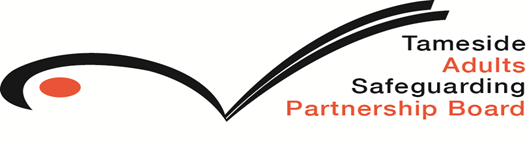 Tameside
Adults
Safeguarding
Partnership Board